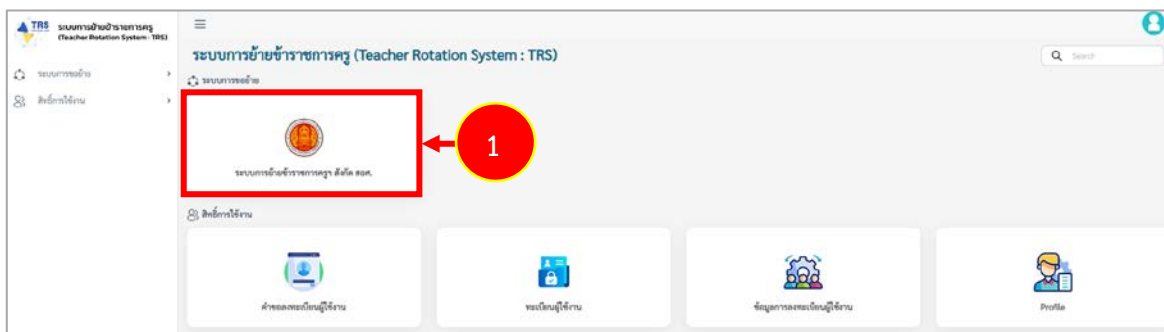 TRS ระบบการย้ายข้าราชการครู
(Teacher Rotation System : TRS)
ระบบการขอย้าย
สิทธิ์การใช้งาน
ระบบการย้ายข้าราชการครู (Teacher Rotation System : TRS)
Search
ระบบการขอย้าย
1
ระบบการย้ายข้าราชการครูฯ สังกัด สอศ.
สิทธิ์การใช้งาน
คำขอลงทะเบียนผู้ใช้งาน
ทะเบียนผู้ใช้งาน
ข้อมูลการลงทะเบียนผู้ใช้งาน
Profile